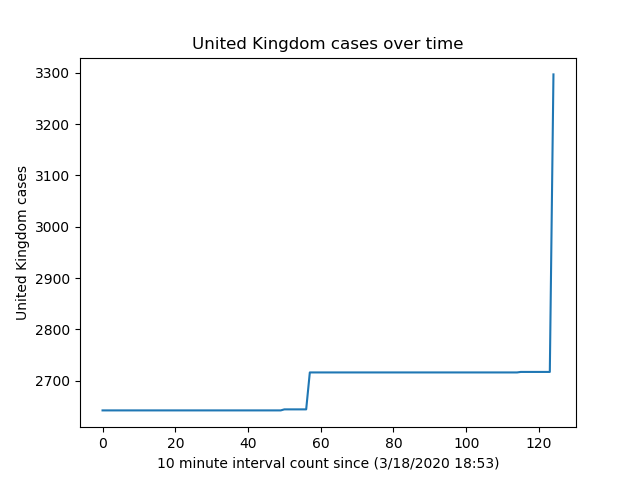 United Kingdom cases over time
3300
3200
3100
3000
2900
2800
2700
United Kingdom cases
0 20 40 60 80 100 120
10 minute interval count since (3/18/2020 18:53)